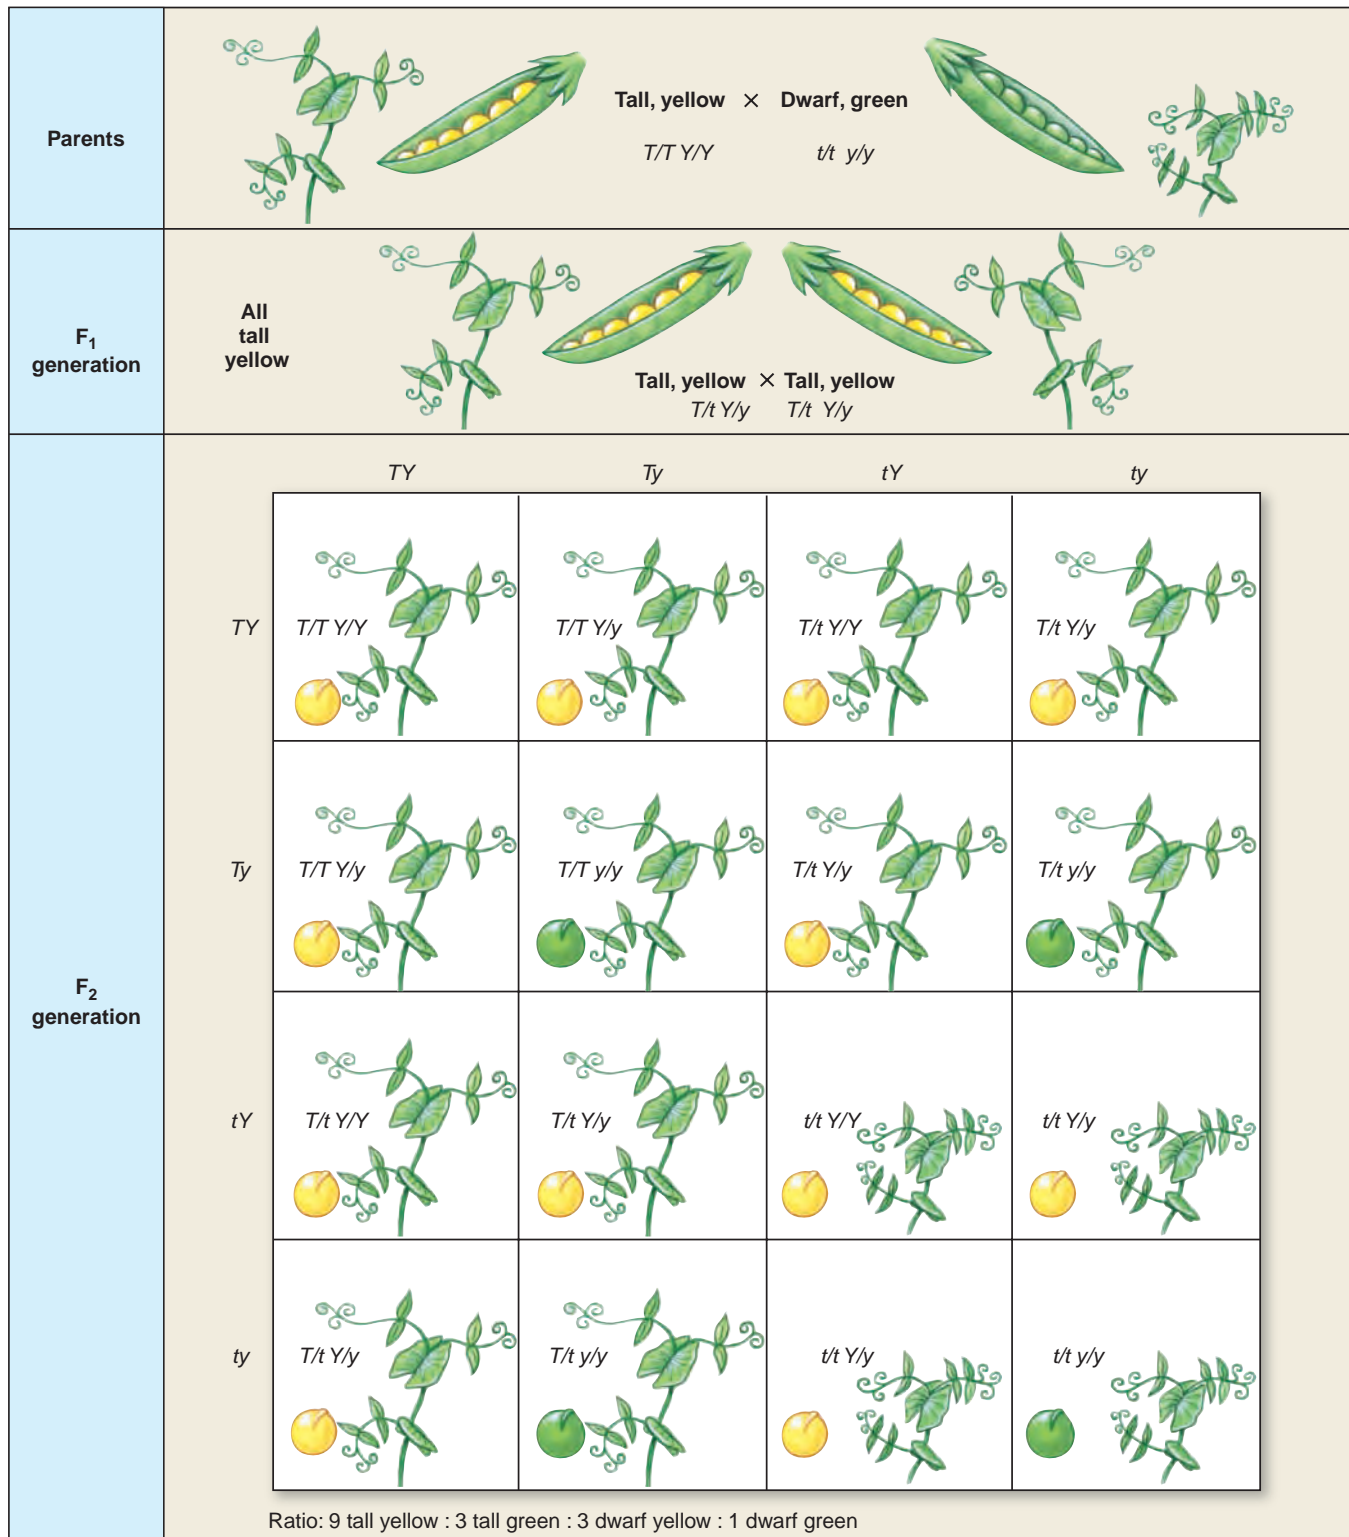 Parents
Tall, yellow × Dwarf, green
T/T Y/Y t/t y/y
F1
generation
All
tall
yellow
Tall, yellow × Tall, yellow
T/t Y/y T/t Y/y
F2
generation
TY Ty tY ty
TY T/T Y/Y T/T Y/y T/t Y/Y T/t Y/y
Ty T/T Y/y T/T y/y T/t Y/y T/t y/y
tY T/t Y/Y T/t Y/y t/t Y/Y t/t Y/y
ty T/t Y/y T/t y/y t/t Y/y t/t y/y
Ratio: 9 tall yellow : 3 tall green : 3 dwarf yellow : 1 dwarf green